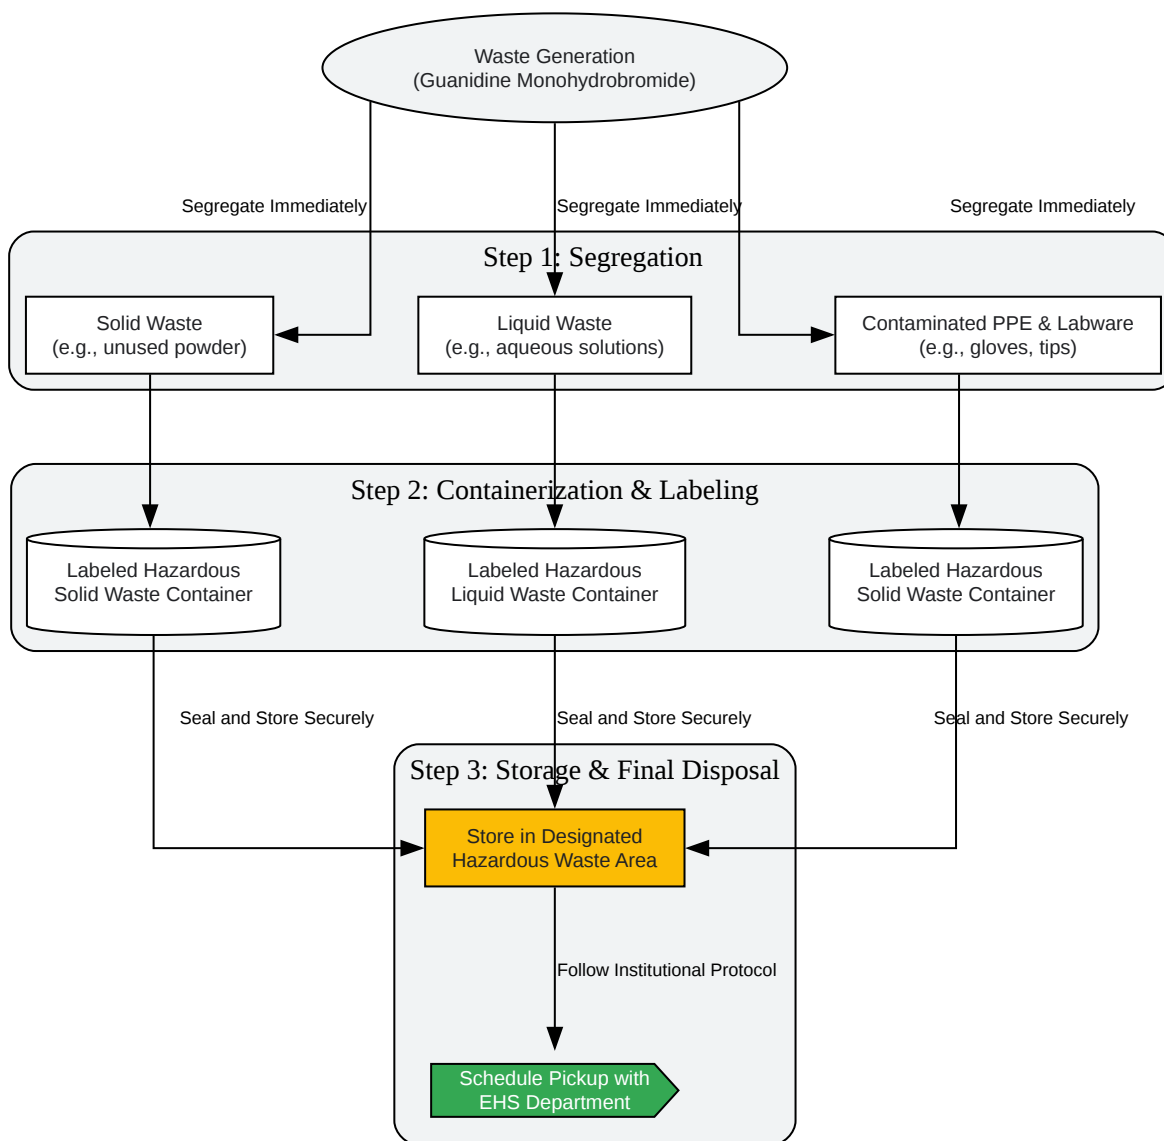 Waste Generation
(Guanidine Monohydrobromide)
Segregate Immediately
Segregate Immediately
Segregate Immediately
Step 1: Segregation
Solid Waste
(e.g., unused powder)
Liquid Waste
(e.g., aqueous solutions)
Contaminated PPE & Labware
(e.g., gloves, tips)
Step 2: Containerization & Labeling
Labeled Hazardous
Solid Waste Container
Labeled Hazardous
Liquid Waste Container
Labeled Hazardous
Solid Waste Container
Seal and Store Securely
Seal and Store Securely
Seal and Store Securely
Step 3: Storage & Final Disposal
Store in Designated
Hazardous Waste Area
Follow Institutional Protocol
Schedule Pickup with
EHS Department